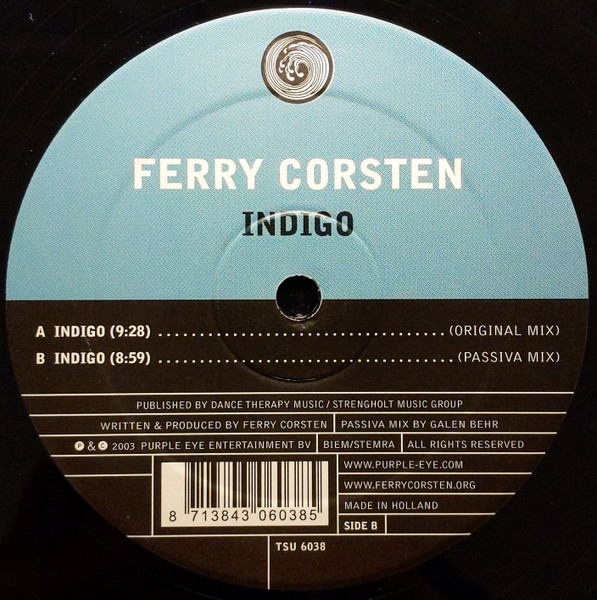 FERRY CORSTEN
INDIGO
A INDIGO (9:28) ........................................ (ORIGINAL MIX)
B INDIGO (8:59) ......................................... (PASSIVA MIX)
PUBLISHED BY DANCE THERAPY MUSIC / STRENGHOLT MUSIC GROUP
WRITTEN & PRODUCED BY FERRY CORSTEN PASSIVA MIX BY GALEN BEHR
Ⓟ & © 2003 PURPLE EYE ENTERTAINMENT BV BIEM/STEMRA ALL RIGHTS RESERVED
WWW.PURPLE-EYE.COM
WWW.FERRYCORSTEN.ORG
MADE IN HOLLAND
8 713843 060385
SIDE B
TSU 6038